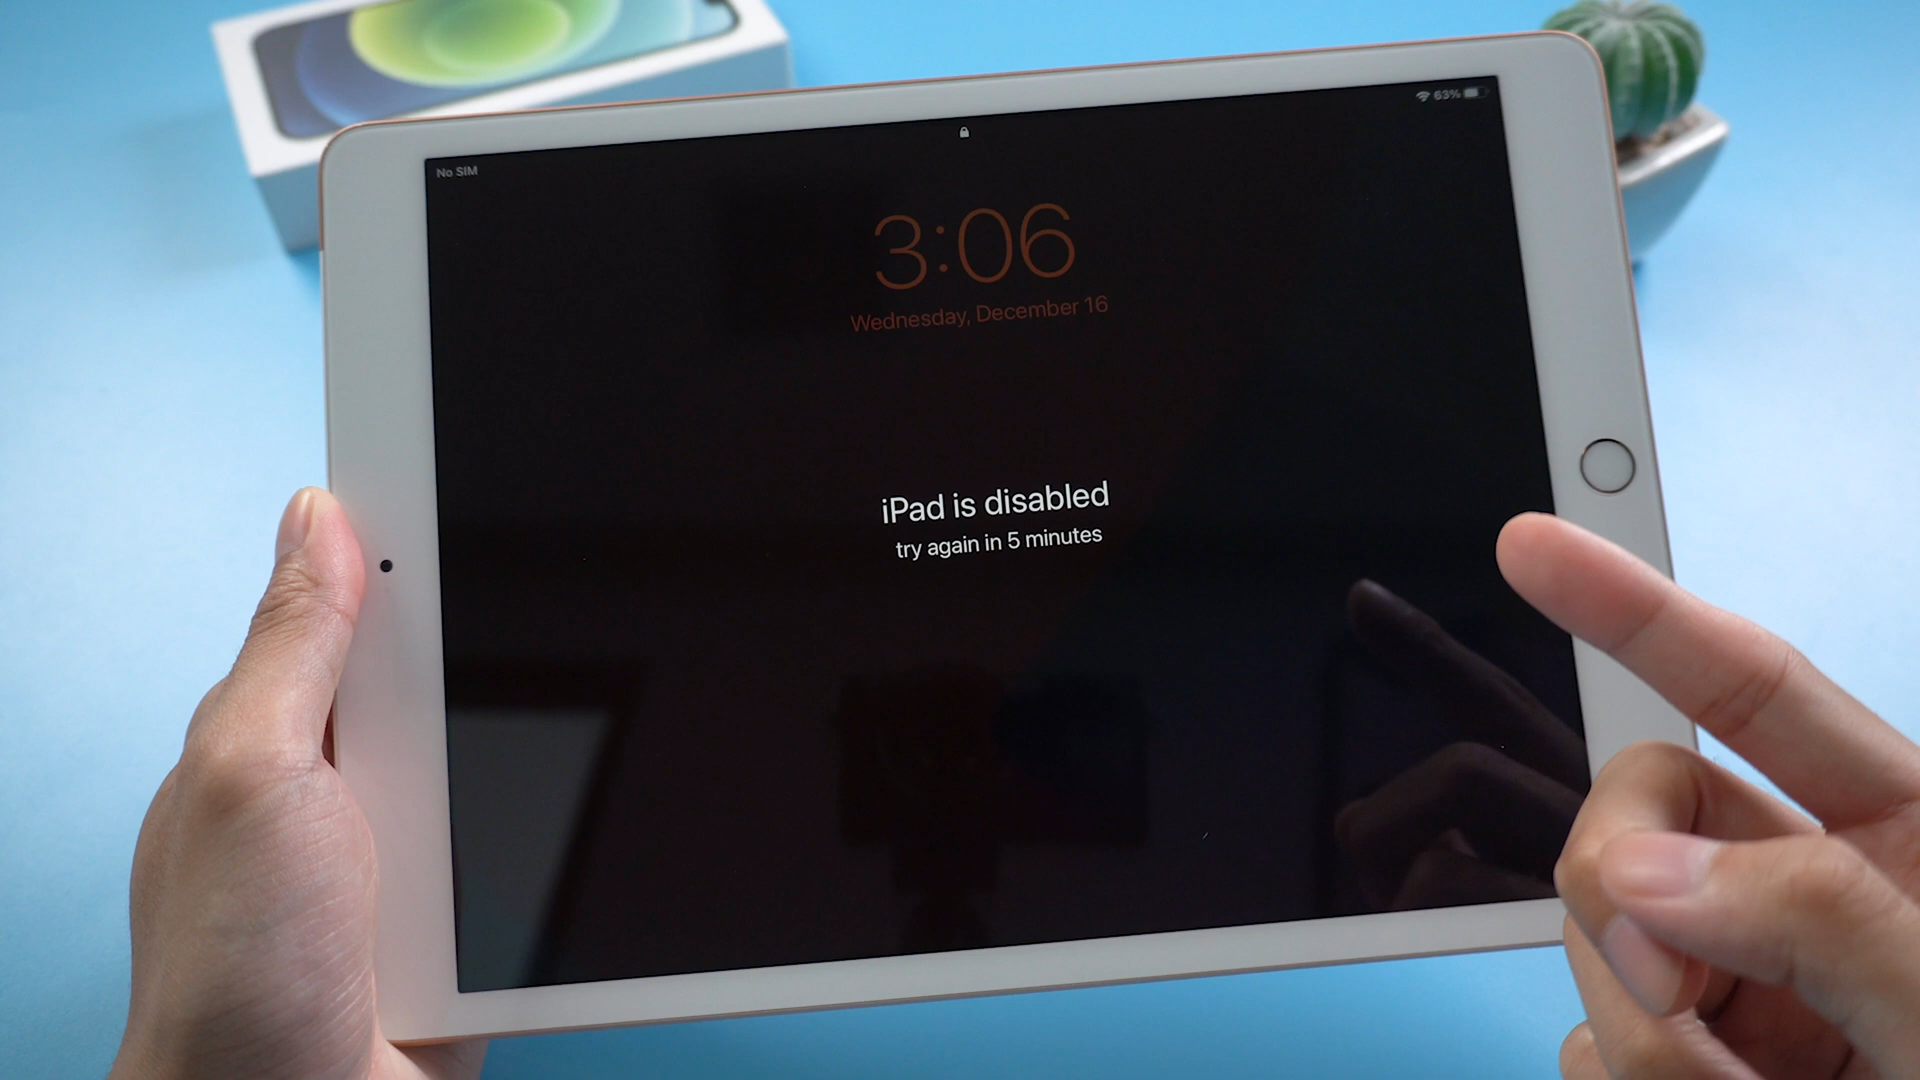 No SIM
63%
3:06
Wednesday, December 16
iPad is disabled
try again in 5 minutes